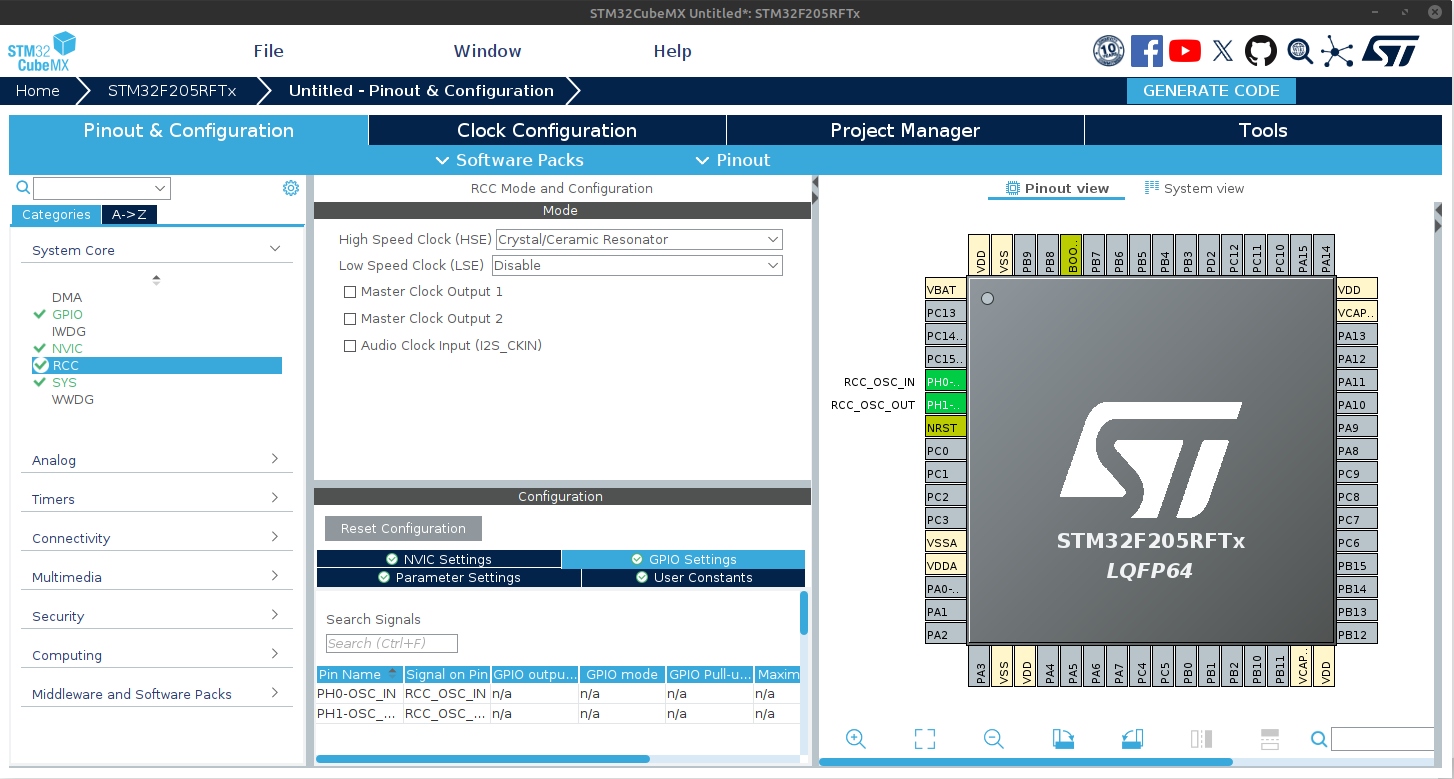 STM32CubeMX Untitled*: STM32F205RFTx
STM32
CubeMX
File Window Help
10
Home STM32F205RFTx Untitled - Pinout & Configuration GENERATE CODE
Pinout & Configuration Clock Configuration Project Manager Tools
Software Packs Pinout
Categories A->Z
System Core
DMA
GPIO
IWDG
NVIC
RCC
SYS
WWDG
Analog
Timers
Connectivity
Multimedia
Security
Computing
Middleware and Software Packs
RCC Mode and Configuration
Mode
High Speed Clock (HSE) Crystal/Ceramic Resonator
Low Speed Clock (LSE) Disable
Master Clock Output 1
Master Clock Output 2
Audio Clock Input (I2S_CKIN)
Configuration
Reset Configuration
NVIC Settings GPIO Settings
Parameter Settings User Constants
Search Signals
Search (Ctrl+F)
Pin Name Signal on Pin GPIO outpu... GPIO mode GPIO Pull-u... Maxim
PH0-OSC_IN RCC_OSC_IN n/a n/a n/a n/a
PH1-OSC_... RCC_OSC_... n/a n/a n/a n/a
Pinout view System view
VDD VSS PB9 PB8 BOO.. PB7 PB6 PB5 PB4 PB3 PD2 PC12 PC11 PC10 PA15 PA14
VBAT VDD
PC13 VCAP..
PC14.. PA13
PC15.. PA12
RCC_OSC_IN PH0-.. PA11
RCC_OSC_OUT PH1-.. PA10
NRST PA9
PC0 PA8
PC1 PC9
PC2 PC8
PC3 PC7
VSSA PC6
VDDA PB15
PA0-.. PB14
PA1 PB13
PA2 PB12
ST
STM32F205RFTx
LQFP64
PA3 VSS VDD PA4 PA5 PA6 PA7 PC4 PC5 PB0 PB1 PB2 PB10 PB11 VCAP.. VDD